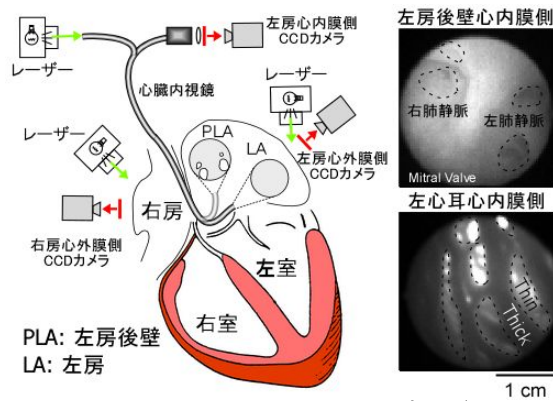 レーザー
左房心内膜側
CCDカメラ
心臓内視鏡
レーザー
レーザー
PLA
LA
左房心外膜側
CCDカメラ
右房
右房心外膜側
CCDカメラ
左室
右室
PLA: 左房後壁
LA: 左房
左房後壁心内膜側
右肺静脈
左肺静脈
Mitral Valve
左心耳心内膜側
Thin
Thick
1 cm